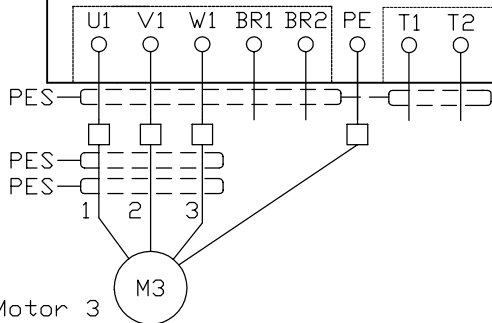 U1 V1 W1 BR1 BR2 PE T1 T2
PES
PES
PES
1 2 3
M3
Motor 3